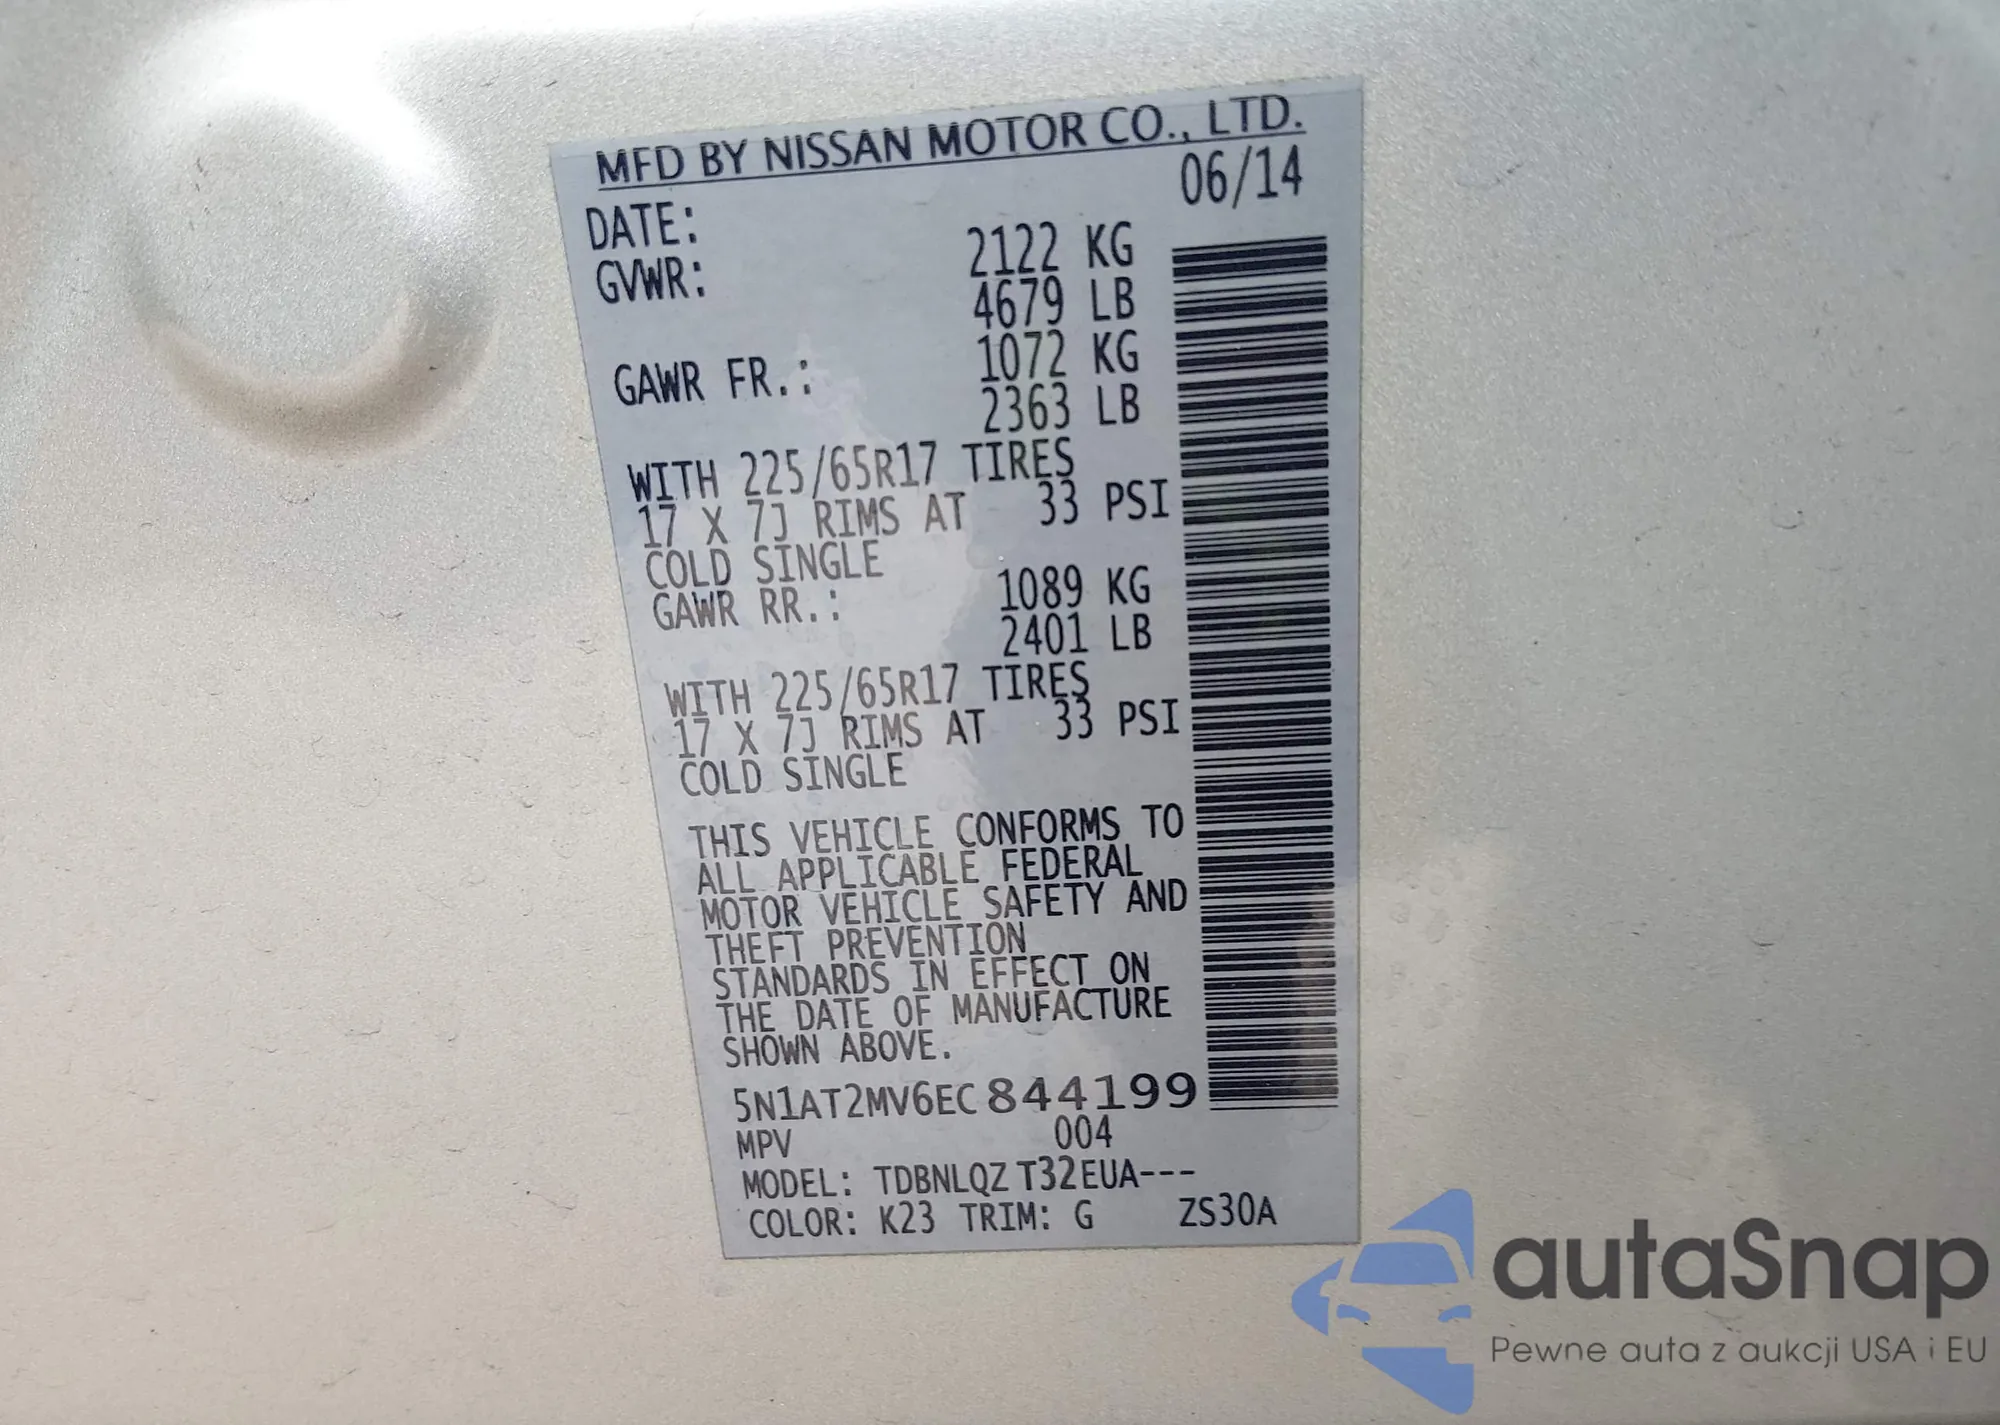 MFD BY NISSAN MOTOR CO., LTD.
DATE: 06/14
GVWR: 2122 KG
4679 LB
GAWR FR.: 1072 KG
2363 LB
WITH 225/65R17 TIRES
17 X 7J RIMS AT 33 PSI
COLD SINGLE
GAWR RR.: 1089 KG
2401 LB
WITH 225/65R17 TIRES
17 X 7J RIMS AT 33 PSI
COLD SINGLE
THIS VEHICLE CONFORMS TO
ALL APPLICABLE FEDERAL
MOTOR VEHICLE SAFETY AND
THEFT PREVENTION
STANDARDS IN EFFECT ON
THE DATE OF MANUFACTURE
SHOWN ABOVE.
5N1AT2MV6EC844199
MPV 004
MODEL: TDBNLQZ T32EUA---
COLOR: K23 TRIM: G ZS30A
autaSnap
Pewne auta z aukcji USA i EU